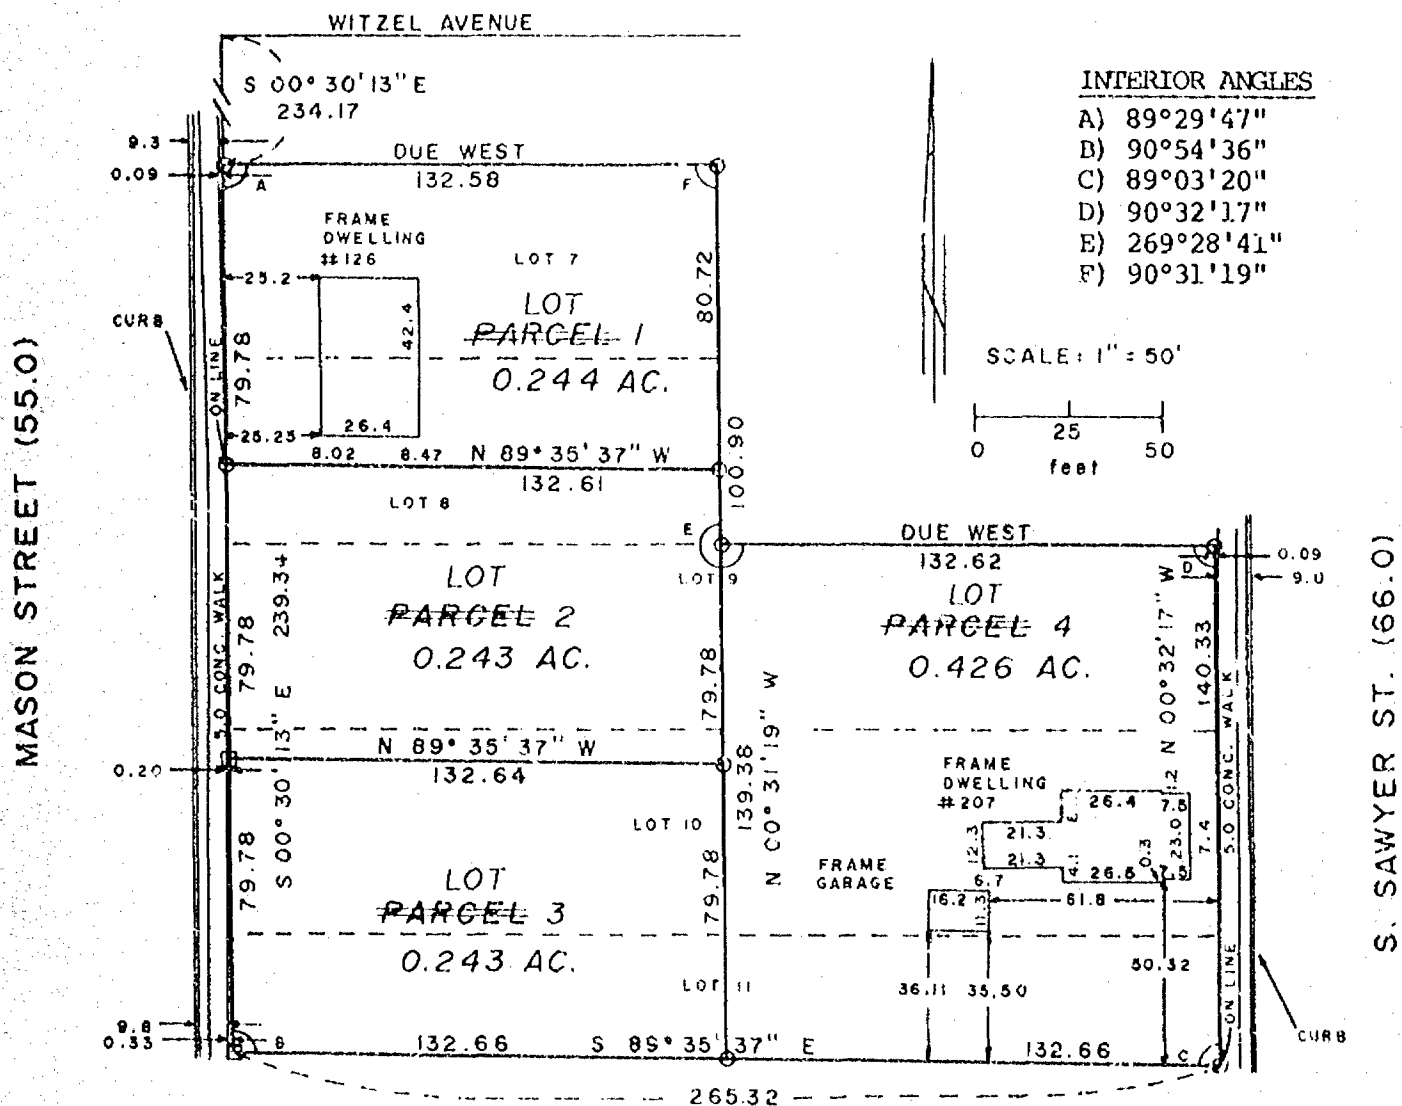 WITZEL AVENUE
S 00° 30' 13" E
234.17
INTERIOR ANGLES
A) 89°29'47"
B) 90°54'36"
C) 89°03'20"
D) 90°32'17"
E) 269°28'41"
F) 90°31'19"
SCALE: 1" = 50'
0 25 50
feet
9.3
0.09
DUE WEST
132.58
A
F
FRAME
DWELLING
#126
25.2
42.4
25.25
26.4
8.02 8.47
LOT 7
LOT
PARCEL 1
0.244 AC.
80.72
100.90
CURB
ON LINE
79.78
MASON STREET (55.0)
N 89° 35' 37" W
132.61
LOT 8
E
LOT 9
LOT
PARCEL 2
0.243 AC.
5.0 CONC. WALK
79.78
239.34
S 00° 30' 13" E
79.78
N 89° 35' 37" W
132.64
0.20
LOT 10
LOT
PARCEL 3
0.243 AC.
79.78
79.78
139.38
N 00° 31' 19" W
LOT 11
9.8
0.33
B
132.66
S 89° 35' 37" E
132.66
C
265.32
DUE WEST
132.62
D
0.09
9.0
LOT
PARCEL 4
0.426 AC.
N 00° 32' 17" W
140.33
5.0 CONC. WALK
S. SAWYER ST. (66.0)
FRAME
DWELLING
#207
26.4
7.5
21.3
12.3
21.3
4.1
26.5
0.3
23.0
7.5
7.4
6.7
FRAME
GARAGE
16.2
11.3
61.8
36.11 35.50
50.32
ON LINE
CURB